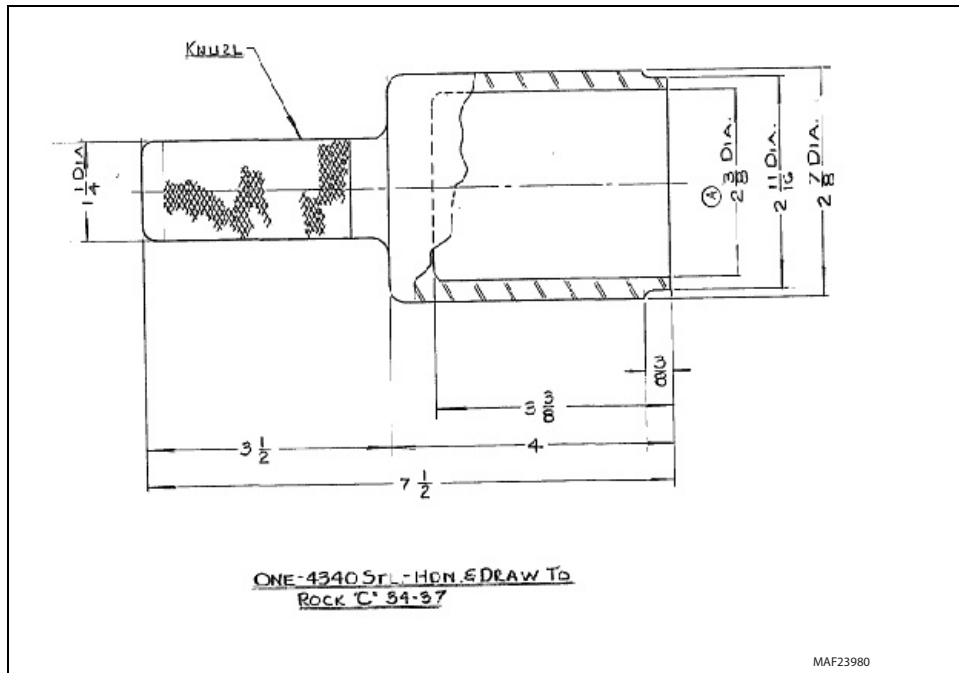 KNURL
1 1/4 DIA.
Ⓐ 2 3/8 DIA.
2 11/16 DIA.
2 7/8 DIA.
3/8
3 3/8
3 1/2
4
7 1/2
ONE-4340 STL.-HDN. & DRAW TO
ROCK "C" 34-37
MAF23980